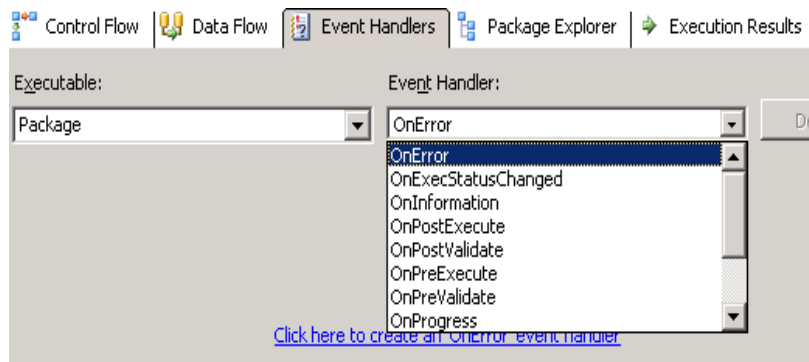 Control Flow Data Flow Event Handlers Package Explorer Execution Results
Executable: Event Handler:
Package OnError
OnError
OnExecStatusChanged
OnInformation
OnPostExecute
OnPostValidate
OnPreExecute
OnPreValidate
OnProgress
Click here to create an 'OnError' event handler